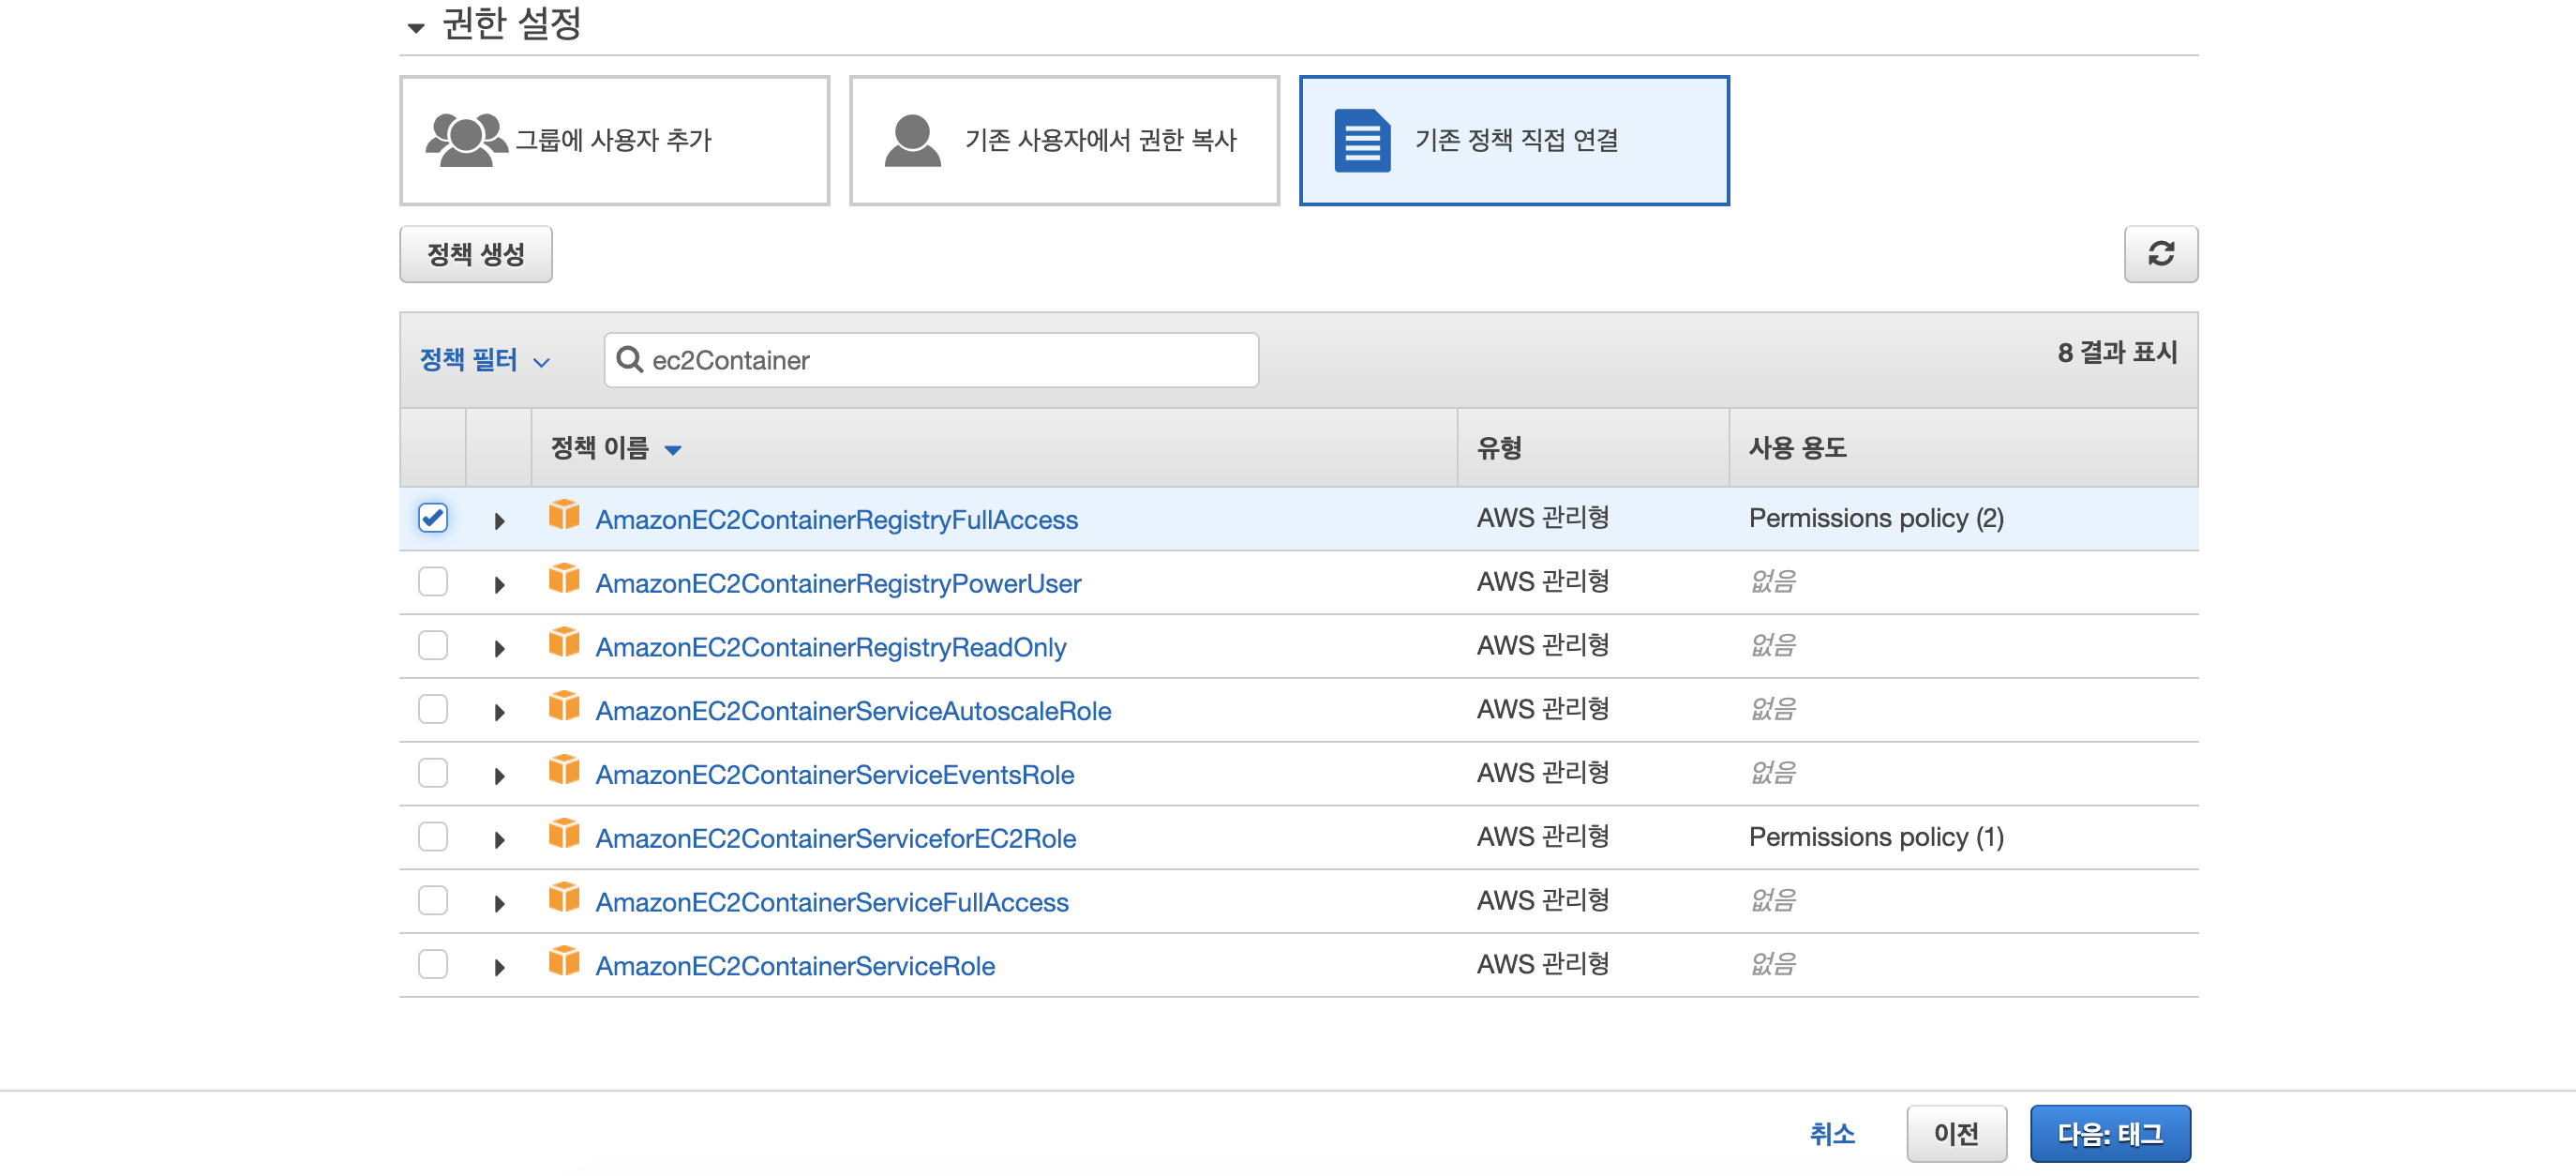 권한 설정
그룹에 사용자 추가
기존 사용자에서 권한 복사
기존 정책 직접 연결
정책 생성
정책 필터
ec2Container
8 결과 표시
정책 이름 유형 사용 용도
AmazonEC2ContainerRegistryFullAccess AWS 관리형 Permissions policy (2)
AmazonEC2ContainerRegistryPowerUser AWS 관리형 없음
AmazonEC2ContainerRegistryReadOnly AWS 관리형 없음
AmazonEC2ContainerServiceAutoscaleRole AWS 관리형 없음
AmazonEC2ContainerServiceEventsRole AWS 관리형 없음
AmazonEC2ContainerServiceforEC2Role AWS 관리형 Permissions policy (1)
AmazonEC2ContainerServiceFullAccess AWS 관리형 없음
AmazonEC2ContainerServiceRole AWS 관리형 없음
취소 이전 다음: 태그